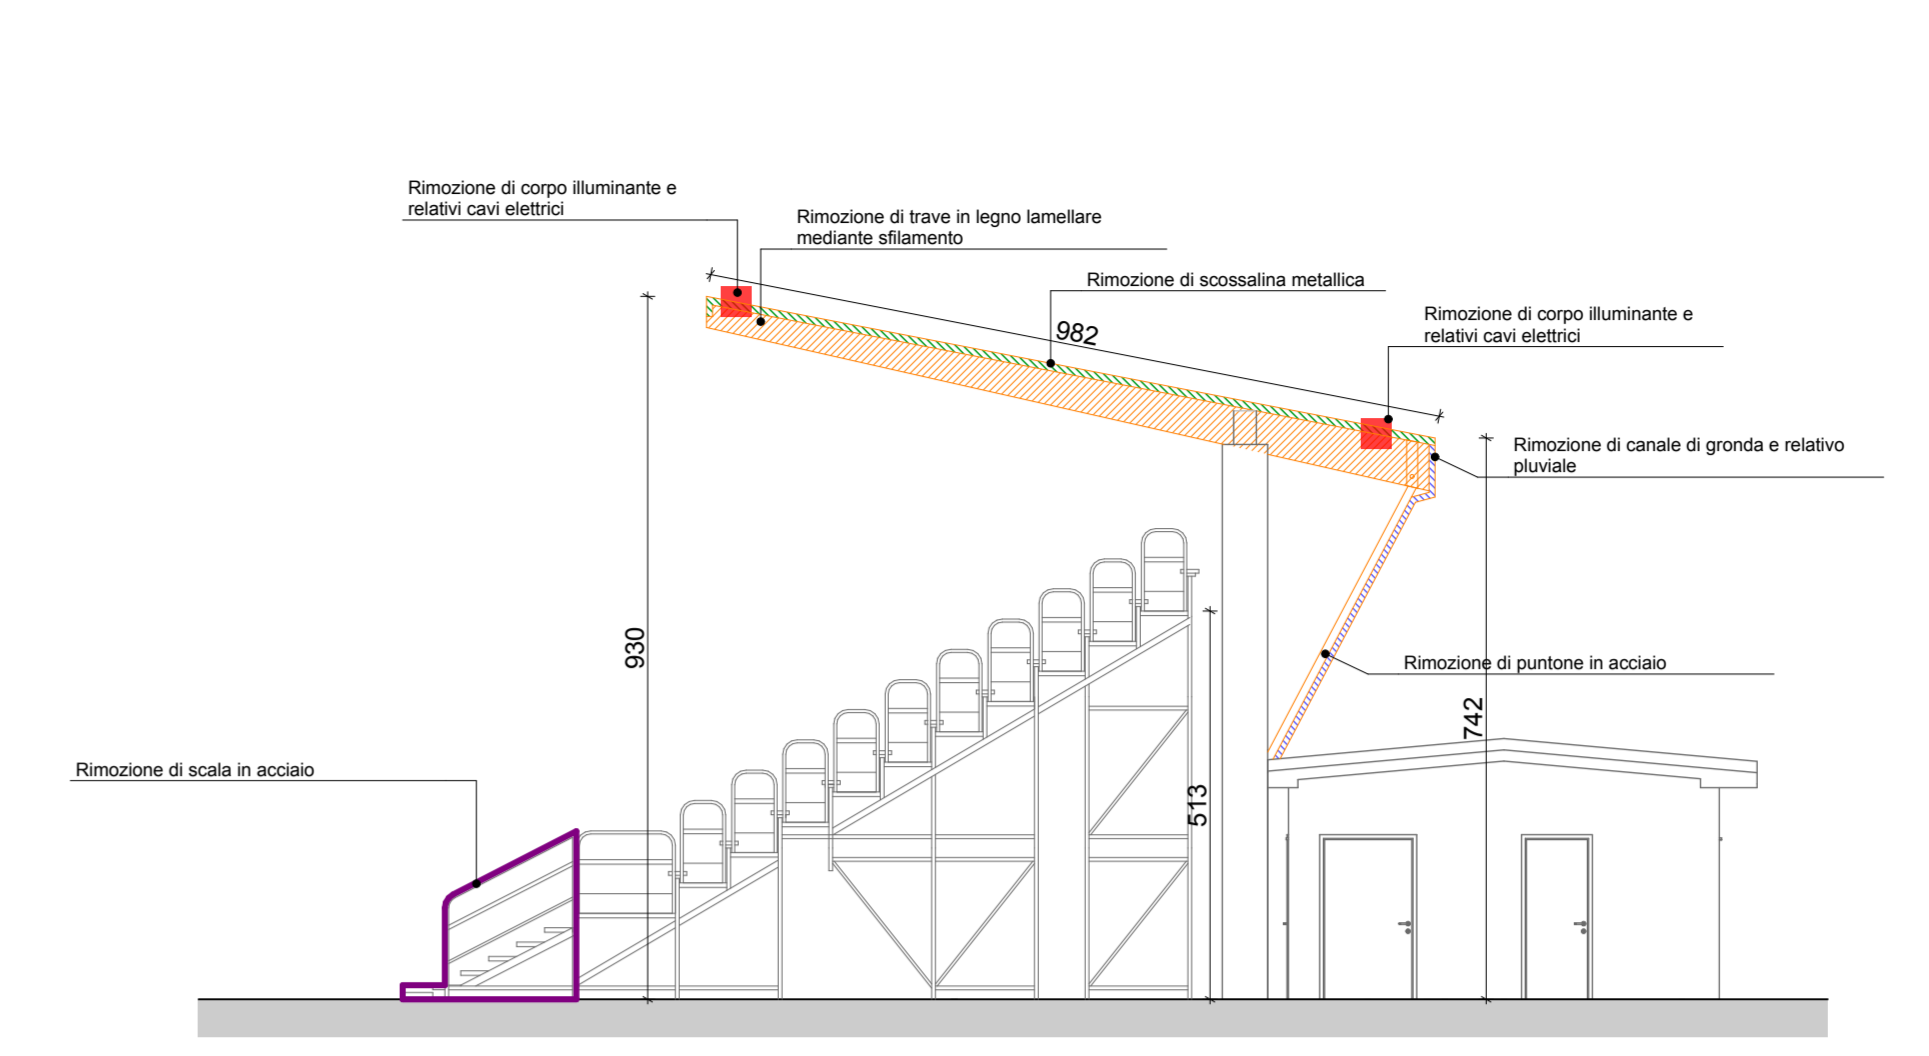 Rimozione di corpo illuminante e
relativi cavi elettrici
Rimozione di trave in legno lamellare
mediante sfilamento
Rimozione di scossalina metallica
982
Rimozione di corpo illuminante e
relativi cavi elettrici
Rimozione di canale di gronda e relativo
pluviale
930
Rimozione di puntone in acciaio
742
Rimozione di scala in acciaio
513